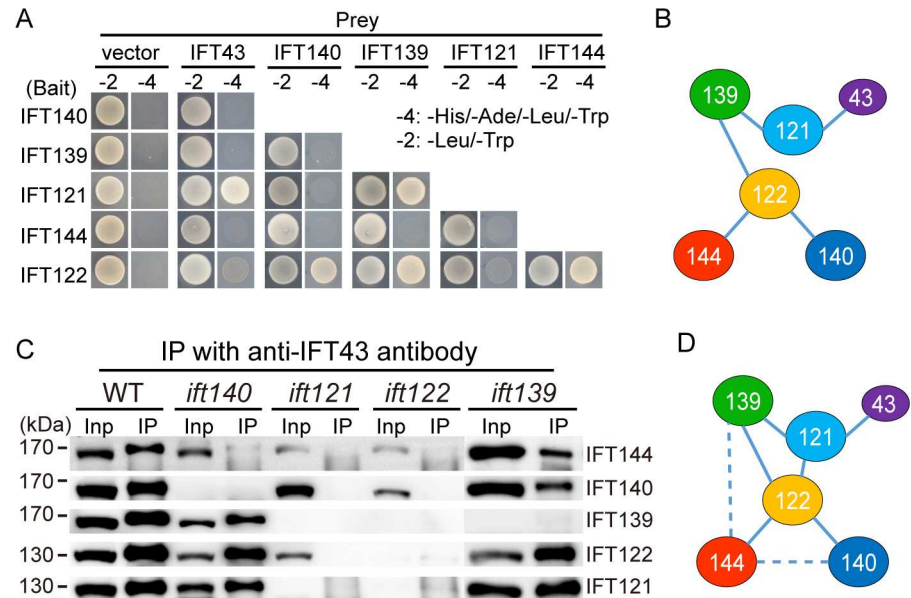 A
Prey
vector IFT43 IFT140 IFT139 IFT121 IFT144
(Bait) -2 -4 -2 -4 -2 -4 -2 -4 -2 -4 -2 -4
IFT140
-4: -His/-Ade/-Leu/-Trp
IFT139
-2: -Leu/-Trp
IFT121
IFT144
IFT122
B
139
43
121
122
144
140
C
IP with anti-IFT43 antibody
WT ift140 ift121 ift122 ift139
(kDa) Inp IP Inp IP Inp IP Inp IP Inp IP
170 IFT144
170 IFT140
170 IFT139
130 IFT122
130 IFT121
D
139
43
121
122
144
140